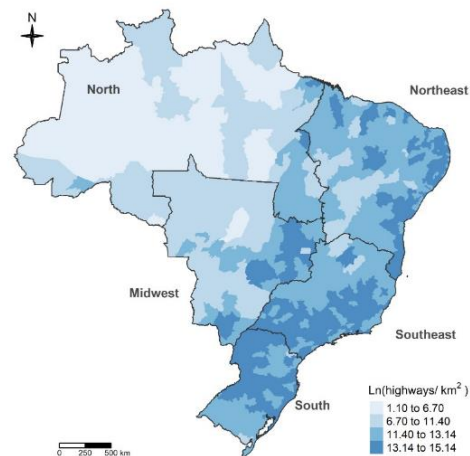 N
North
Northeast
Midwest
Southeast
South
Ln(highways/ km²)
1.10 to 6.70
6.70 to 11.40
11.40 to 13.14
13.14 to 15.14
0 250 500 km